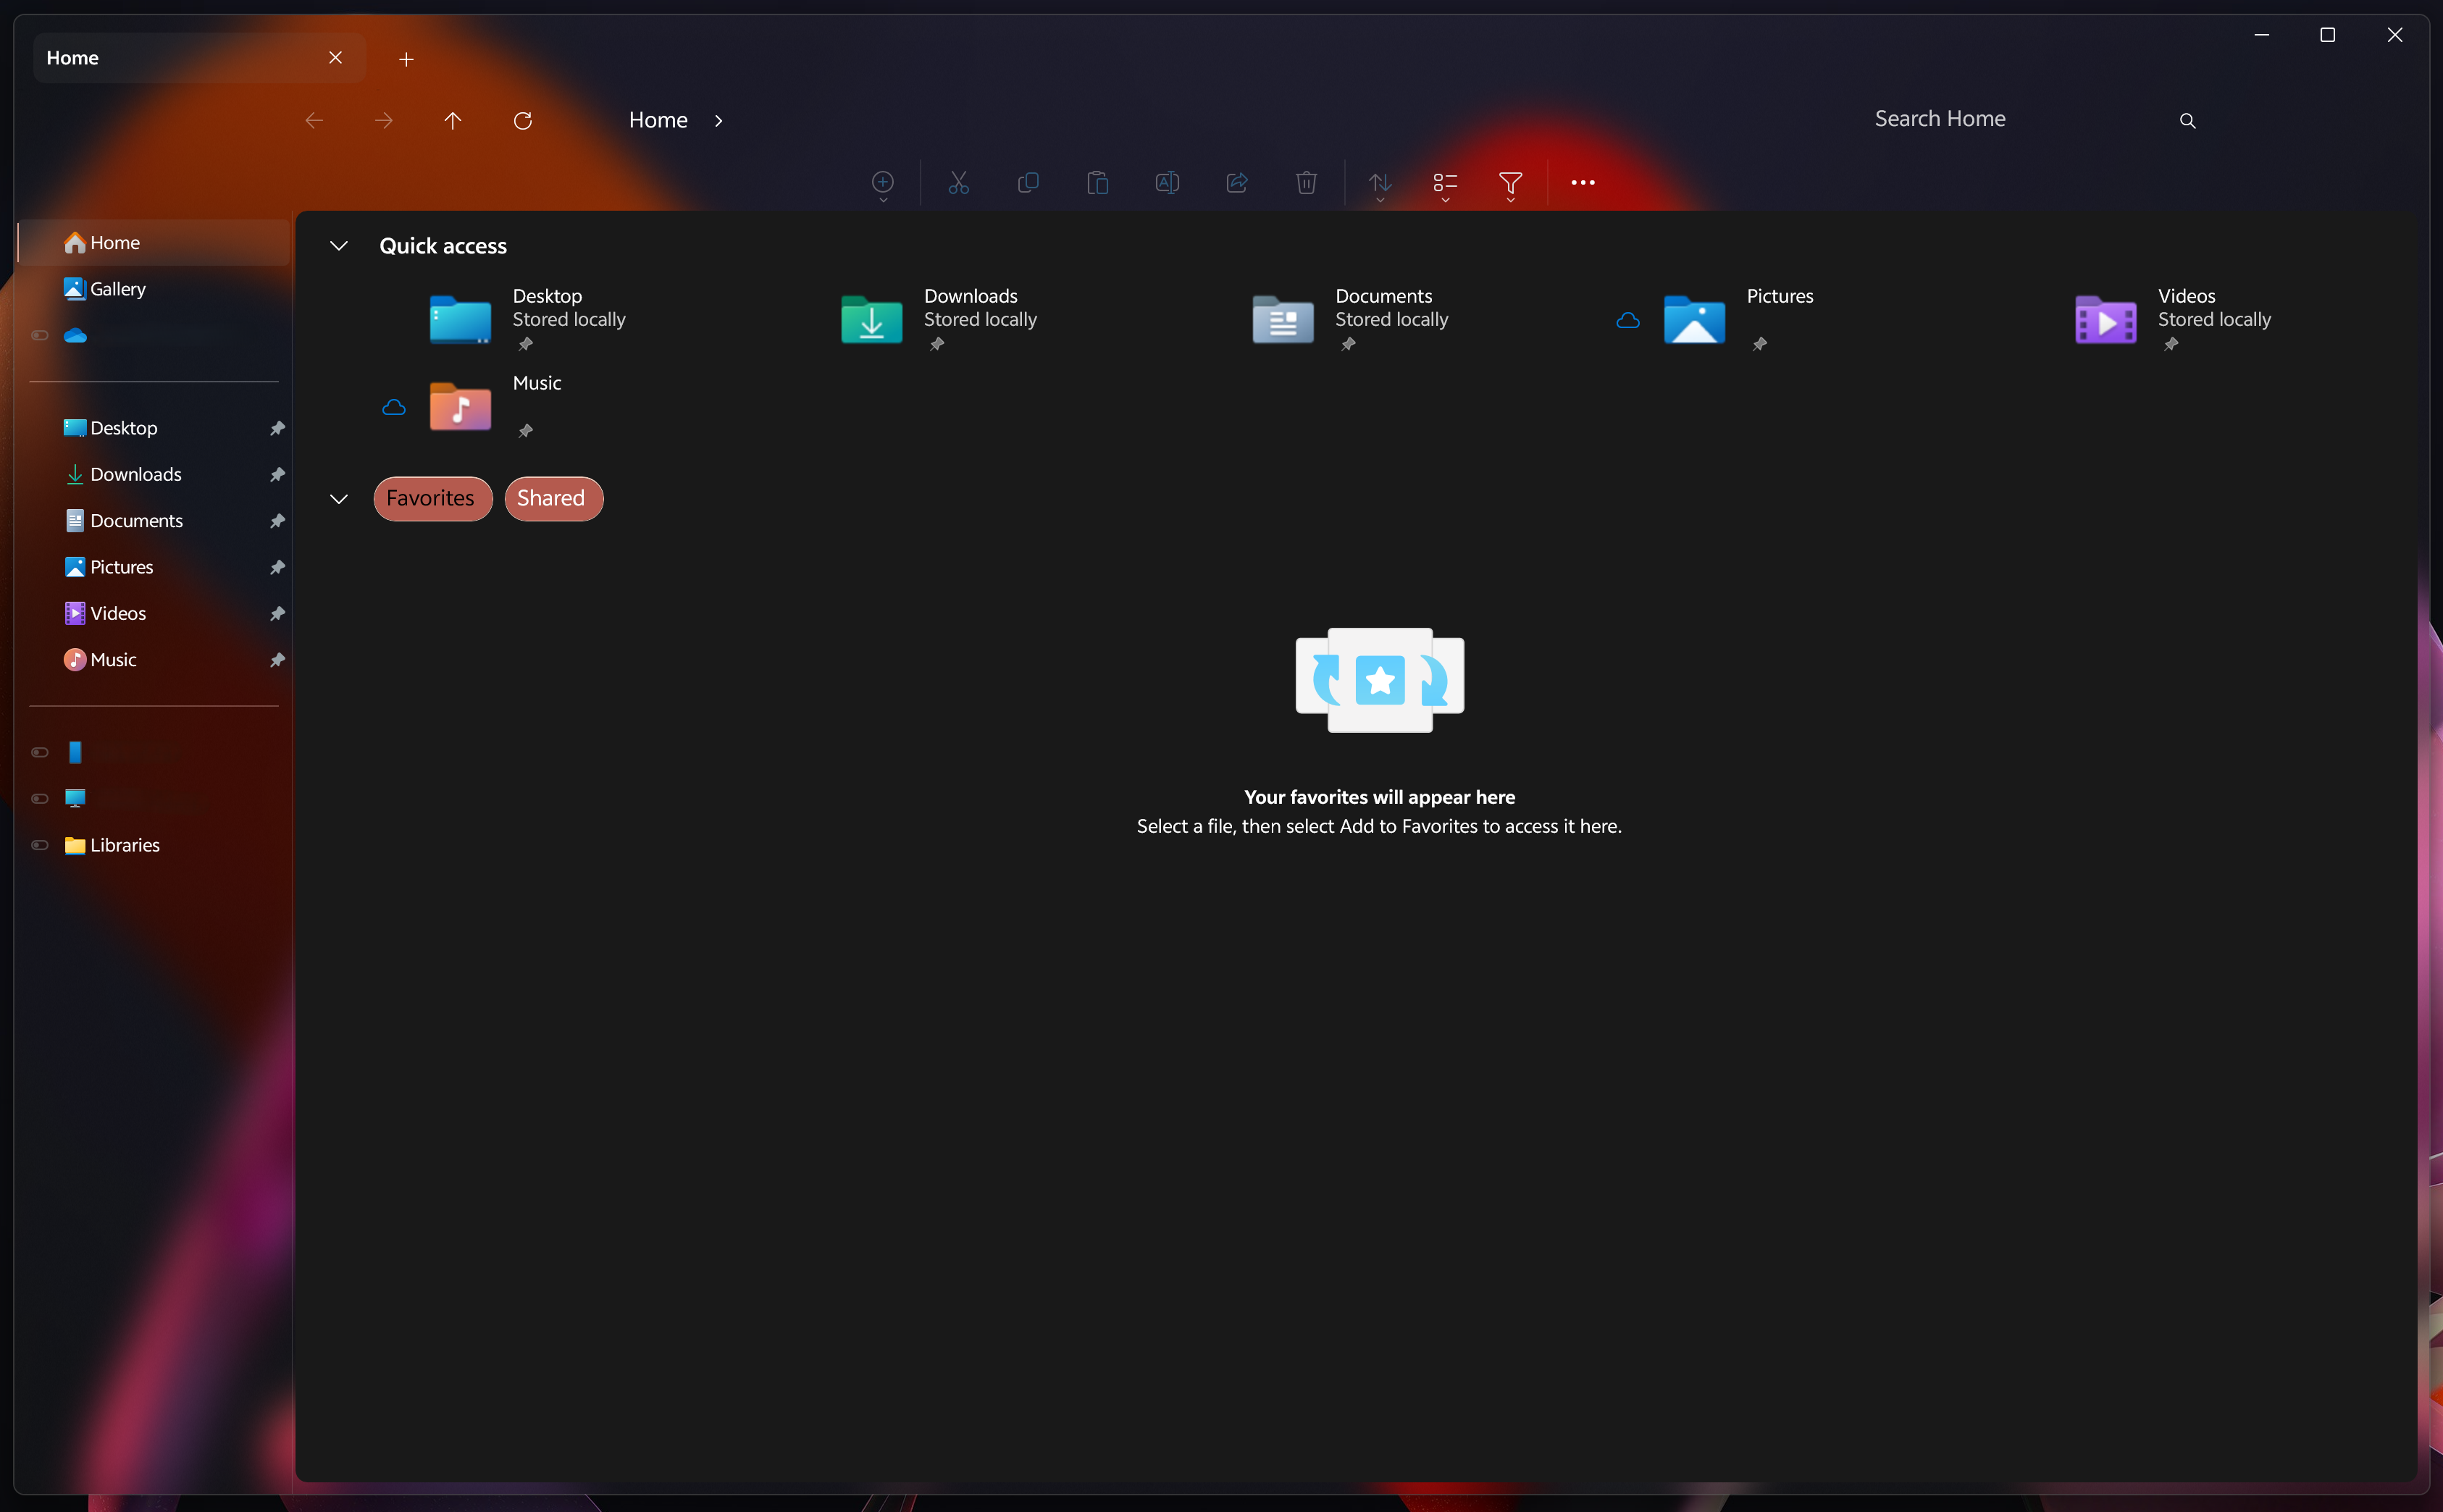 Home
Home
Search Home
Home
Gallery
Desktop
Downloads
Documents
Pictures
Videos
Music
Libraries
Quick access
Desktop
Stored locally
Downloads
Stored locally
Documents
Stored locally
Pictures
Videos
Stored locally
Music
Favorites
Shared
Your favorites will appear here
Select a file, then select Add to Favorites to access it here.